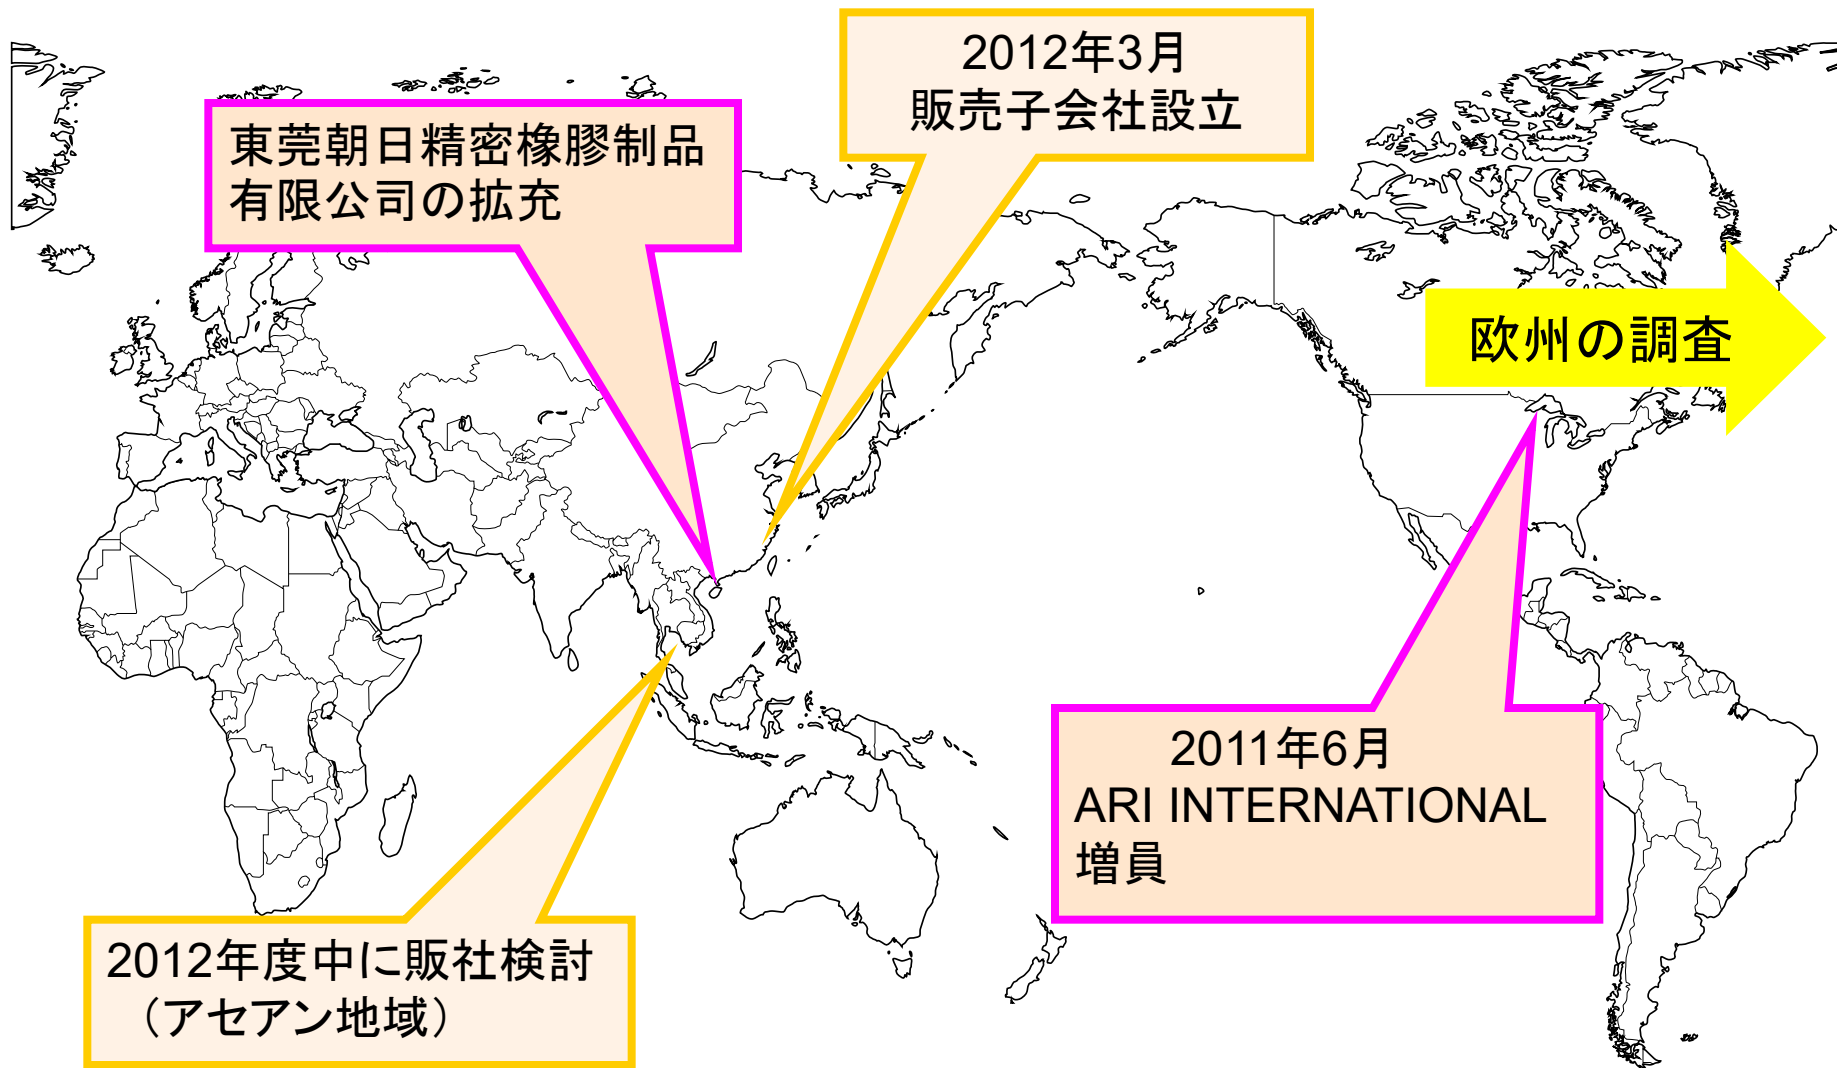 2012年3月
販売子会社設立
東莞朝日精密橡膠制品
有限公司の拡充
欧州の調査
2011年6月
ARI INTERNATIONAL
増員
2012年度中に販社検討
（アセアン地域）